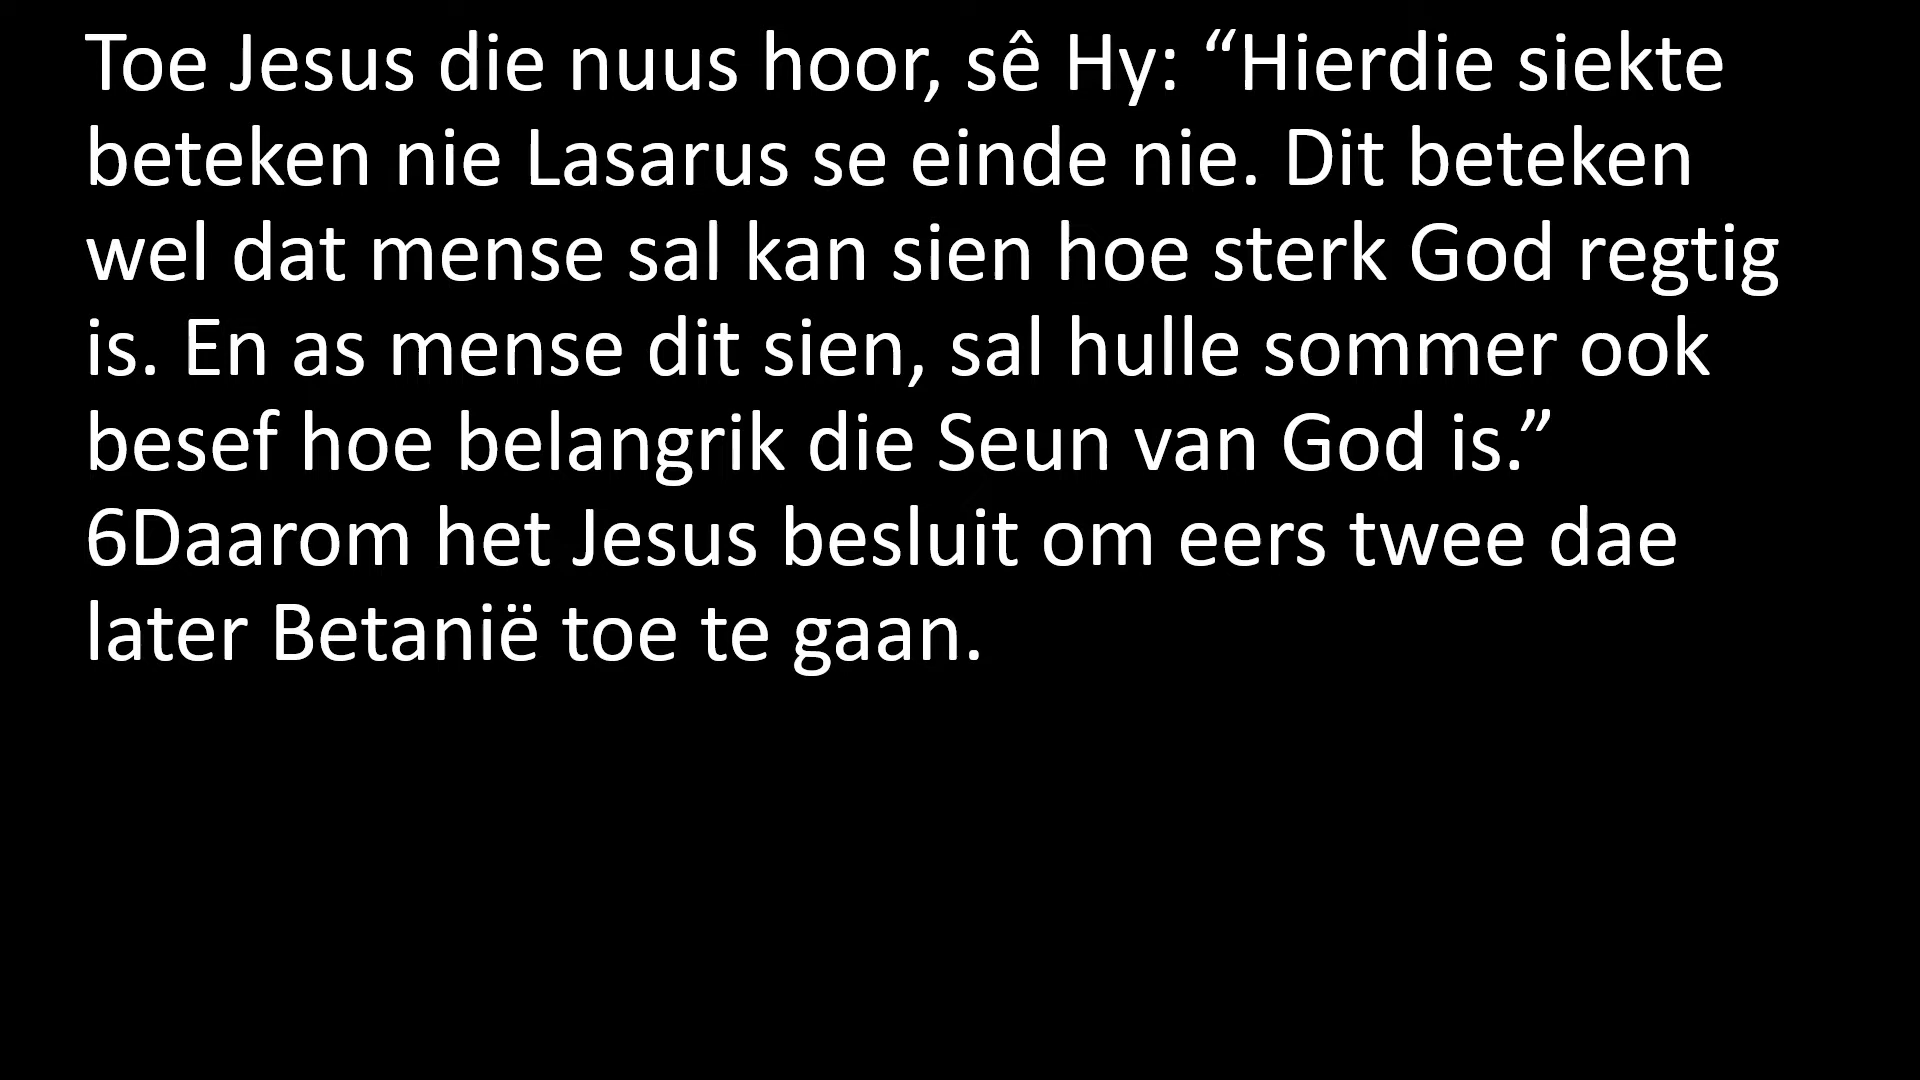 Toe Jesus die nuus hoor, sê Hy: “Hierdie siekte
beteken nie Lasarus se einde nie. Dit beteken
wel dat mense sal kan sien hoe sterk God regtig
is. En as mense dit sien, sal hulle sommer ook
besef hoe belangrik die Seun van God is.”
6Daarom het Jesus besluit om eers twee dae
later Betanië toe te gaan.